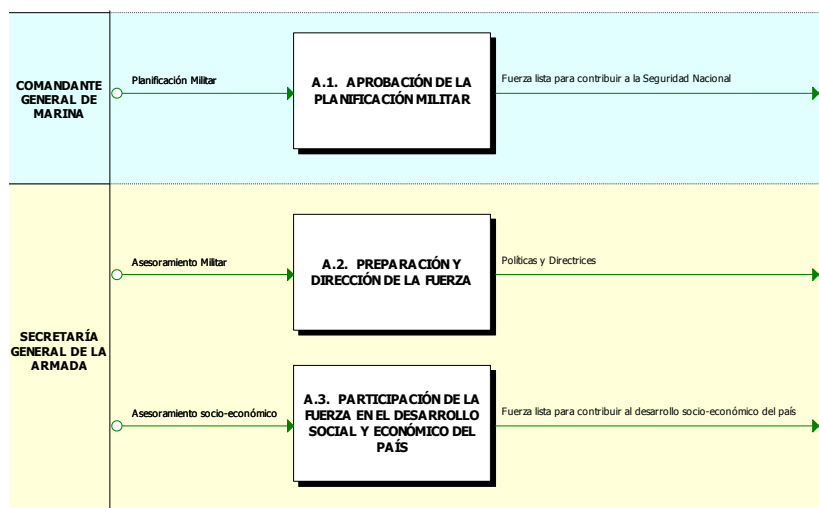 COMANDANTE
GENERAL DE
MARINA
Planificación Militar
A.1. APROBACIÓN DE LA
PLANIFICACIÓN MILITAR
Fuerza lista para contribuir a la Seguridad Nacional
SECRETARÍA
GENERAL DE LA
ARMADA
Asesoramiento Militar
A.2. PREPARACIÓN Y
DIRECCIÓN DE LA FUERZA
Políticas y Directrices
Asesoramiento socio-económico
A.3. PARTICIPACIÓN DE LA
FUERZA EN EL DESARROLLO
SOCIAL Y ECONÓMICO DEL
PAÍS
Fuerza lista para contribuir al desarrollo socio-económico del país